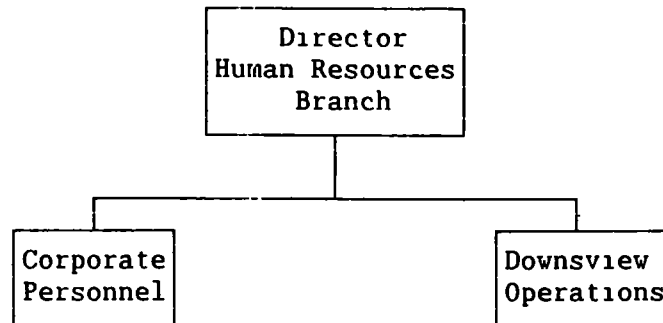 Director
Human Resources
Branch
Corporate
Personnel
Downsview
Operations